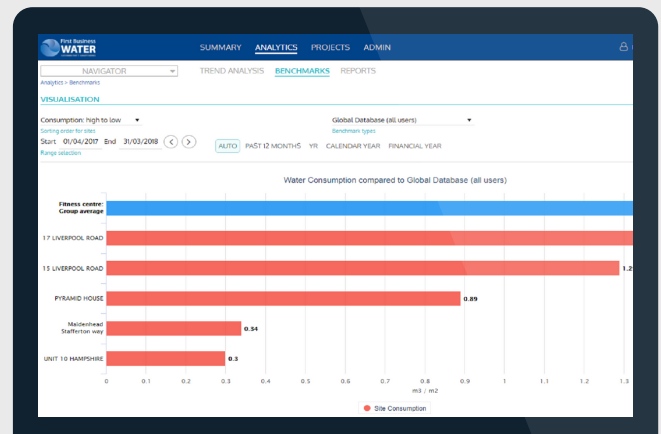 First Business
WATER
SUMMARY ANALYTICS PROJECTS ADMIN
NAVIGATOR
TREND ANALYSIS BENCHMARKS REPORTS
Analytics > Benchmarks
VISUALISATION
Consumption: high to low
Global Database (all users)
Sorting order for sites
Benchmark types
Start 01/04/2017 End 31/03/2018
AUTO PAST 12 MONTHS YR CALENDAR YEAR FINANCIAL YEAR
Range selection
Water Consumption compared to Global Database (all users)
Fitness centre:
Group average
17 LIVERPOOL ROAD
15 LIVERPOOL ROAD
1.2
PYRAMID HOUSE
0.89
Maidenhead
Stafferton way
0.34
UNIT 10 HAMPSHIRE
0.3
0 0.1 0.2 0.3 0.4 0.5 0.6 0.7 0.8 0.9 1 1.1 1.2 1.3
m3 / m2
Site Consumption